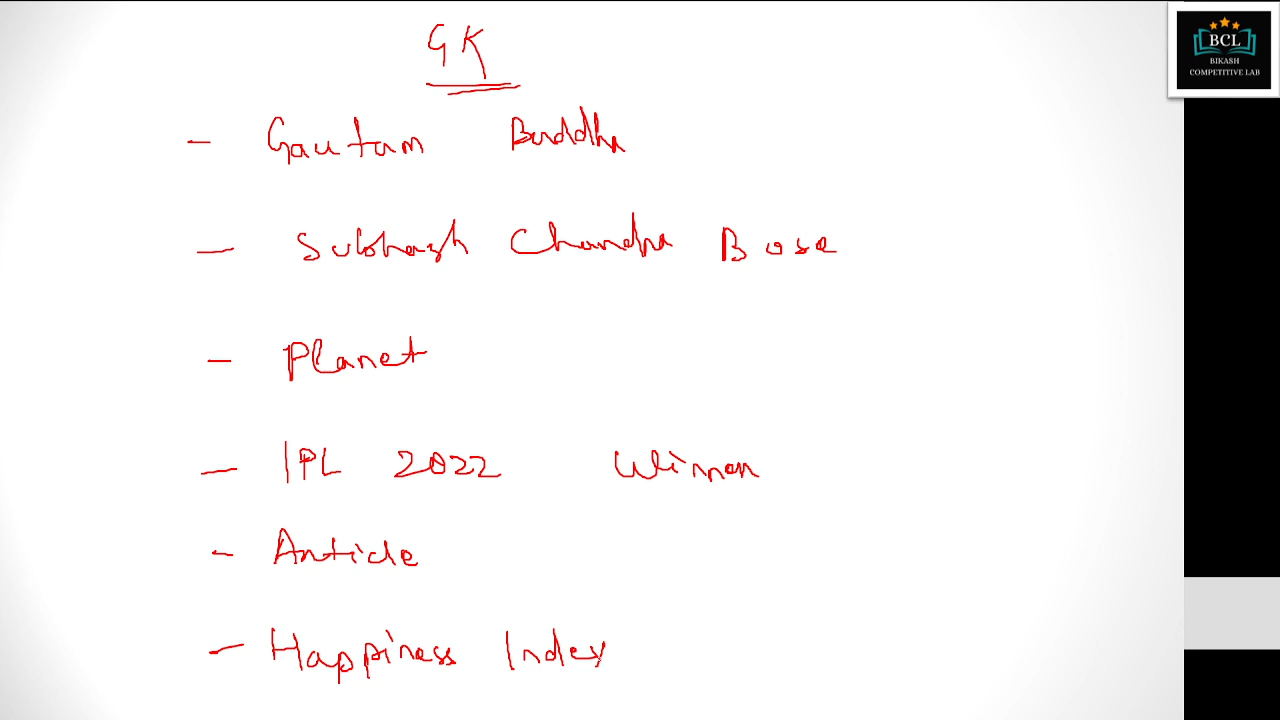 GK
BCL
BIKASH
COMPETITIVE LAB
- Gautam Buddha
- Subhash Chandra Bose
- Planet
- IPL 2022 Winner
- Article
- Happiness Index